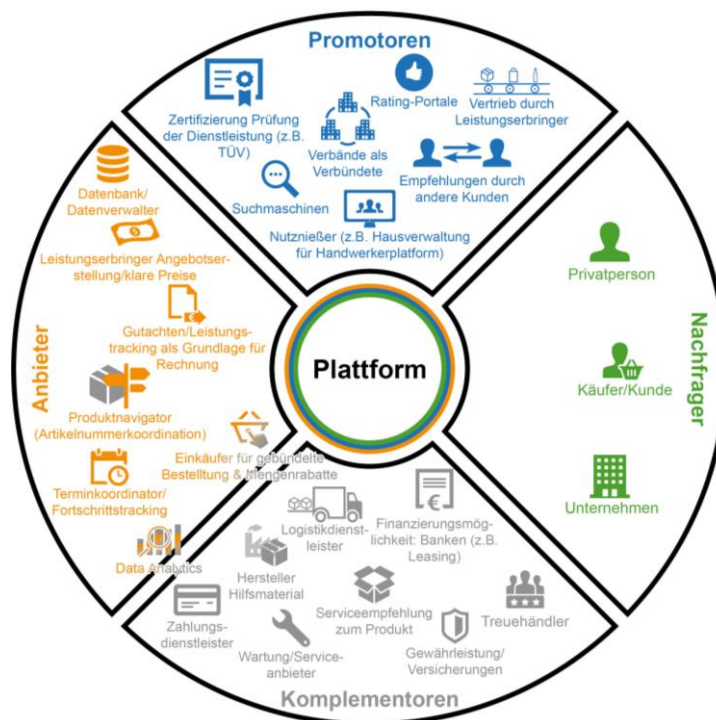 Promotoren
Zertifizierung Prüfung
der Dienstleistung (z.B.
TÜV)
Verbände als
Verbündete
Rating-Portale
Vertrieb durch
Leistungserbringer
Suchmaschinen
Empfehlungen durch
andere Kunden
Nutznießer (z.B. Hausverwaltung
für Handwerkerplatform)
Anbieter
Datenbank/
Datenverwalter
Leistungserbringer Angebotser-
stellung/klare Preise
Gutachten/Leistungs-
tracking als Grundlage für
Rechnung
Produktnavigator
(Artikelnummerkoordination)
Einkäufer für gebündelte
Bestelltung & Mengenrabatte
Terminkoordinator/
Fortschrittstracking
Data Analytics
Plattform
Nachfrager
Privatperson
Käufer/Kunde
Unternehmen
Logistikdienst-
leister
Finanzierungsmög-
lichkeit: Banken (z.B.
Leasing)
Hersteller
Hilfsmaterial
Serviceempfehlung
zum Produkt
Treuehändler
Zahlungs-
dienstleister
Wartung/Service-
anbieter
Gewährleistung/
Versicherungen
Komplementoren